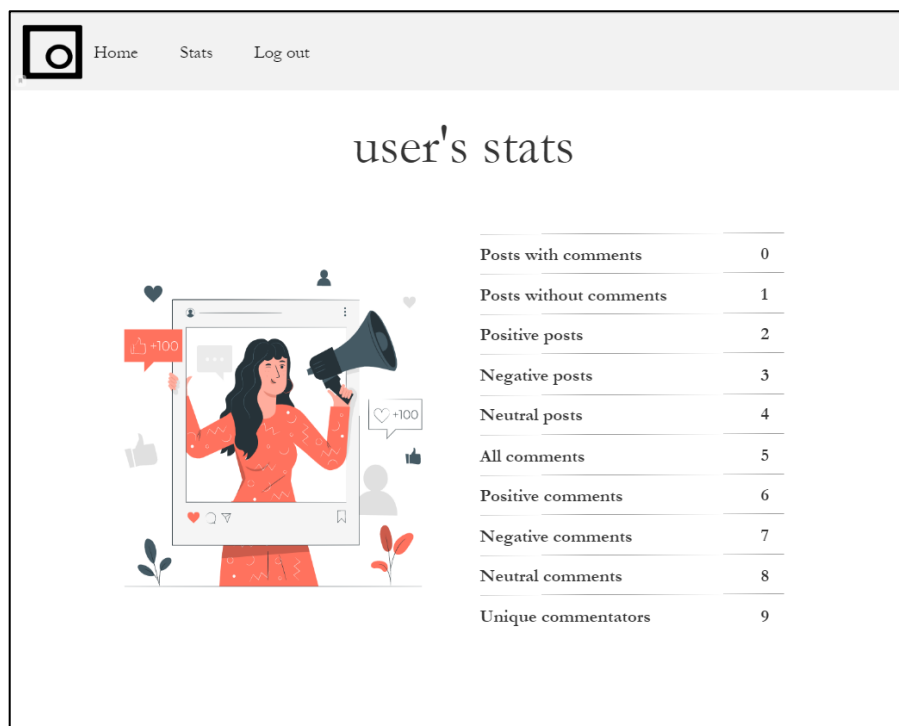 Home Stats Log out
user's stats
Posts with comments 0
Posts without comments 1
Positive posts 2
+100
Negative posts 3
+100
Neutral posts 4
All comments 5
Positive comments 6
Negative comments 7
Neutral comments 8
Unique commentators 9